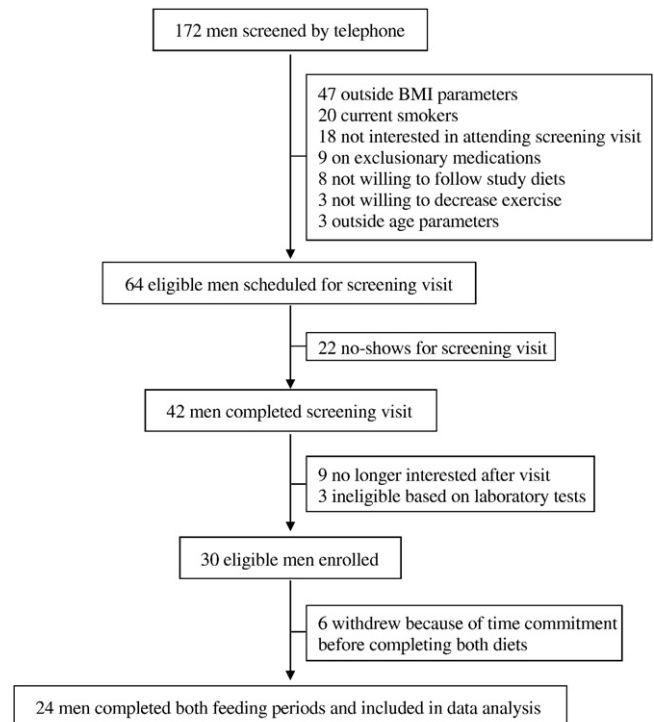 172 men screened by telephone
47 outside BMI parameters
20 current smokers
18 not interested in attending screening visit
9 on exclusionary medications
8 not willing to follow study diets
3 not willing to decrease exercise
3 outside age parameters
64 eligible men scheduled for screening visit
22 no-shows for screening visit
42 men completed screening visit
9 no longer interested after visit
3 ineligible based on laboratory tests
30 eligible men enrolled
6 withdrew because of time commitment
before completing both diets
24 men completed both feeding periods and included in data analysis